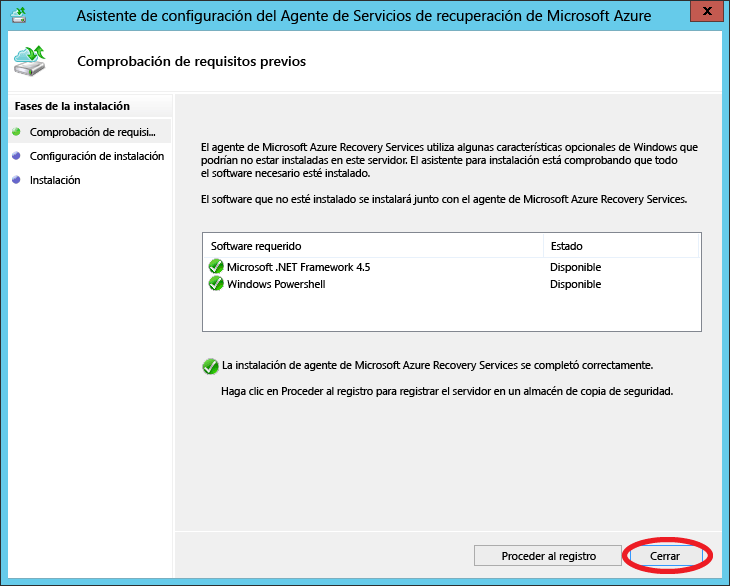 Asistente de configuración del Agente de Servicios de recuperación de Microsoft Azure
X
Comprobación de requisitos previos
Fases de la instalación
Comprobación de requisi...
Configuración de instalación
Instalación
El agente de Microsoft Azure Recovery Services utiliza algunas características opcionales de Windows que
podrían no estar instaladas en este servidor. El asistente para instalación está comprobando que todo
el software necesario esté instalado.
El software que no esté instalado se instalará junto con el agente de Microsoft Azure Recovery Services.
Software requerido Estado
Microsoft .NET Framework 4.5 Disponible
Windows Powershell Disponible
La instalación de agente de Microsoft Azure Recovery Services se completó correctamente.
Haga clic en Proceder al registro para registrar el servidor en un almacén de copia de seguridad.
Proceder al registro Cerrar